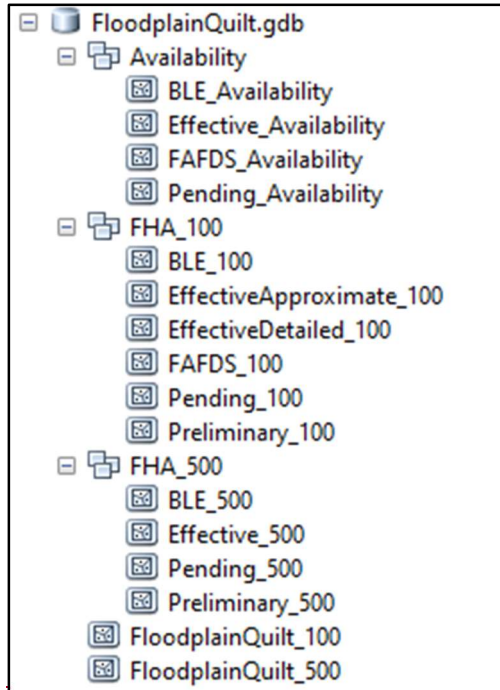 FloodplainQuilt.gdb
Availability
BLE_Availability
Effective_Availability
FAFDS_Availability
Pending_Availability
FHA_100
BLE_100
EffectiveApproximate_100
EffectiveDetailed_100
FAFDS_100
Pending_100
Preliminary_100
FHA_500
BLE_500
Effective_500
Pending_500
Preliminary_500
FloodplainQuilt_100
FloodplainQuilt_500